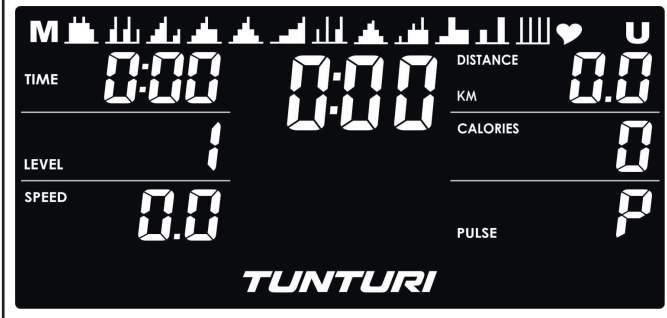 M U
TIME 0:00
0:00
DISTANCE
KM 0.0
LEVEL 1
CALORIES 0
SPEED 0.0
PULSE P
TUNTURI